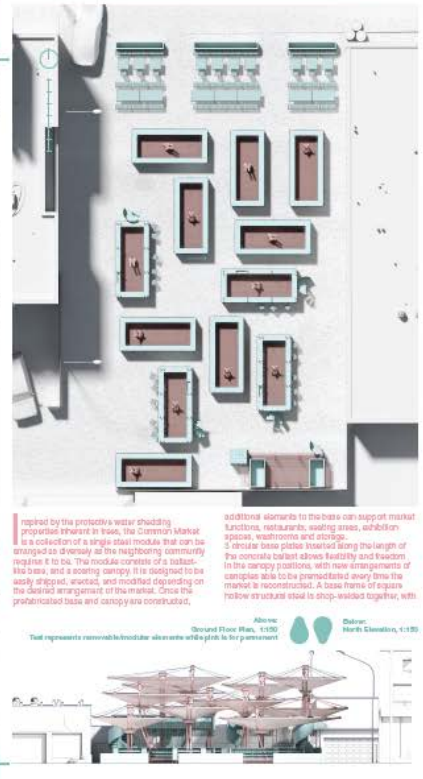 Inspired by the protective water shedding
properties inherent in trees, the Common Market
is a collection of a single steel module that can be
arranged as diversely as the neighboring community
requires it to be. The module consists of a ballast-
like base, and a soaring canopy. It is designed to be
easily shipped, erected, and modified depending on
the desired arrangement of the market. Once the
prefabricated base and canopy are constructed,
additional elements to the base can support market
functions, restaurants, seating areas, exhibition
spaces, washrooms and storage.
3 circular base plates inserted along the length of
the concrete ballast allows flexibility and freedom
in the canopy positions, with new arrangements of
canopies able to be premeditated every time the
market is reconstructed. A base frame of square
hollow structural steel is shop-welded together, with
Above:
Ground Floor Plan, 1:150
Teal represents removable/modular elements while pink is for permanent
Below:
North Elevation, 1:150